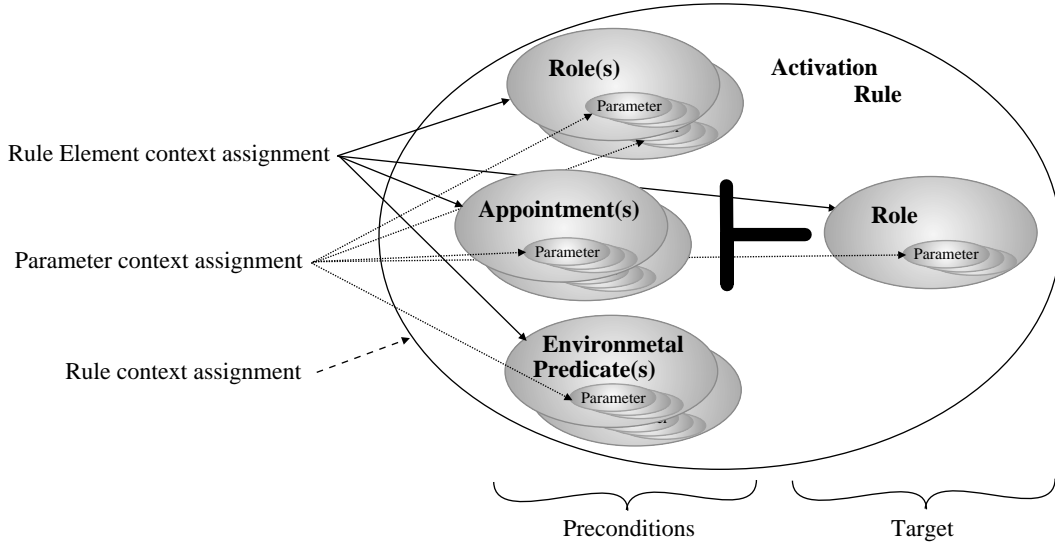 Role(s)
Parameter
Activation
Rule
Rule Element context assignment
Appointment(s)
Parameter
Role
Parameter
Parameter context assignment
Environmetal
Predicate(s)
Parameter
Rule context assignment
Preconditions
Target